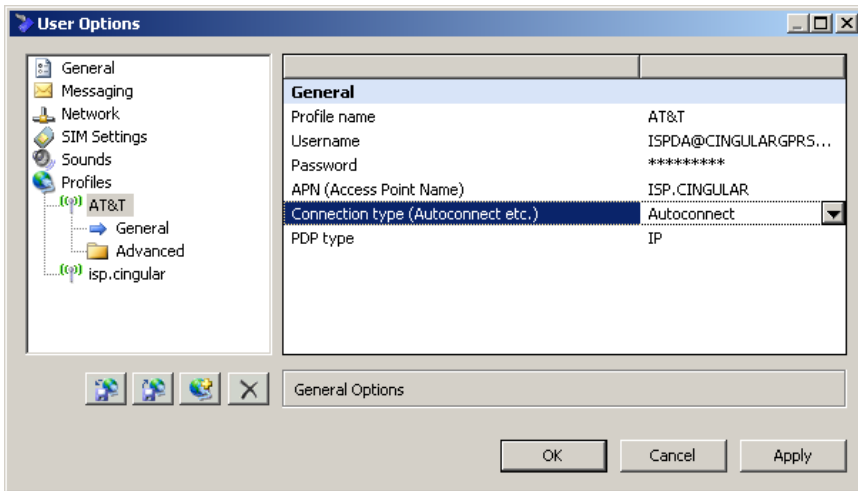 User Options
General
Messaging
Network
SIM Settings
Sounds
Profiles
AT&T
General
Advanced
isp.cingular
General
Profile name AT&T
Username ISPDA@CINGULARGPRS...
Password *********
APN (Access Point Name) ISP.CINGULAR
Connection type (Autoconnect etc.) Autoconnect
PDP type IP
General Options
OK Cancel Apply